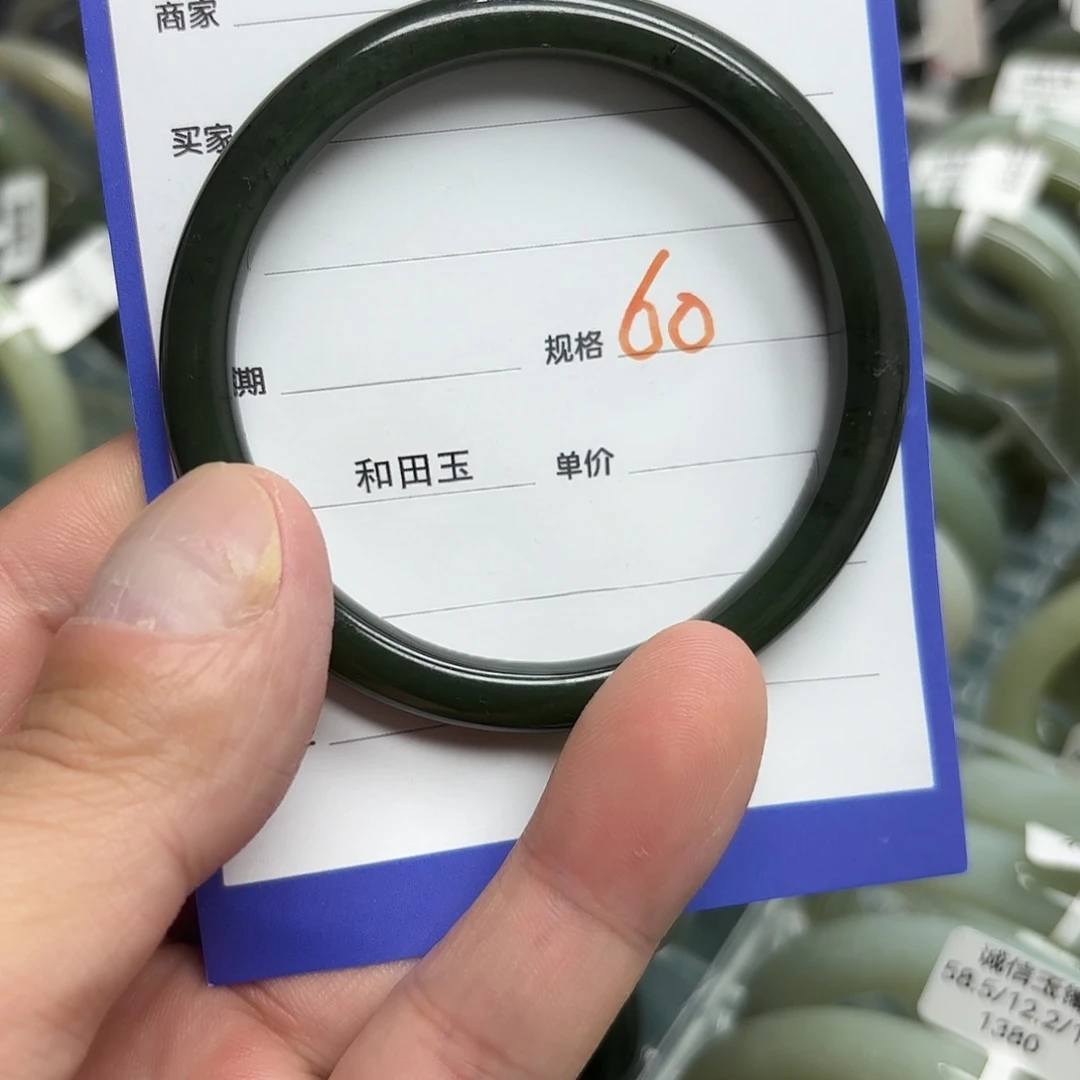 商家
买家
规格 60
期
和田玉 单价
诚信玉
58.5/12.2/1
1380